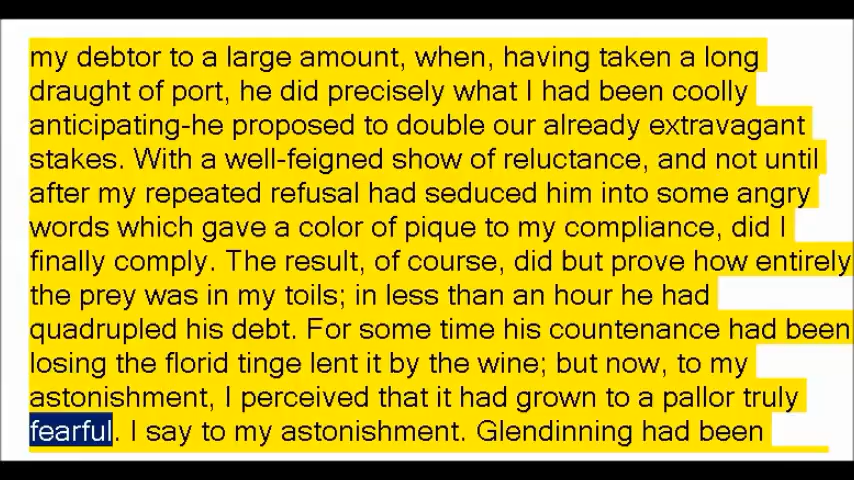 my debtor to a large amount, when, having taken a long
draught of port, he did precisely what I had been coolly
anticipating-he proposed to double our already extravagant
stakes. With a well-feigned show of reluctance, and not until
after my repeated refusal had seduced him into some angry
words which gave a color of pique to my compliance, did I
finally comply. The result, of course, did but prove how entirely
the prey was in my toils; in less than an hour he had
quadrupled his debt. For some time his countenance had been
losing the florid tinge lent it by the wine; but now, to my
astonishment, I perceived that it had grown to a pallor truly
fearful. I say to my astonishment. Glendinning had been